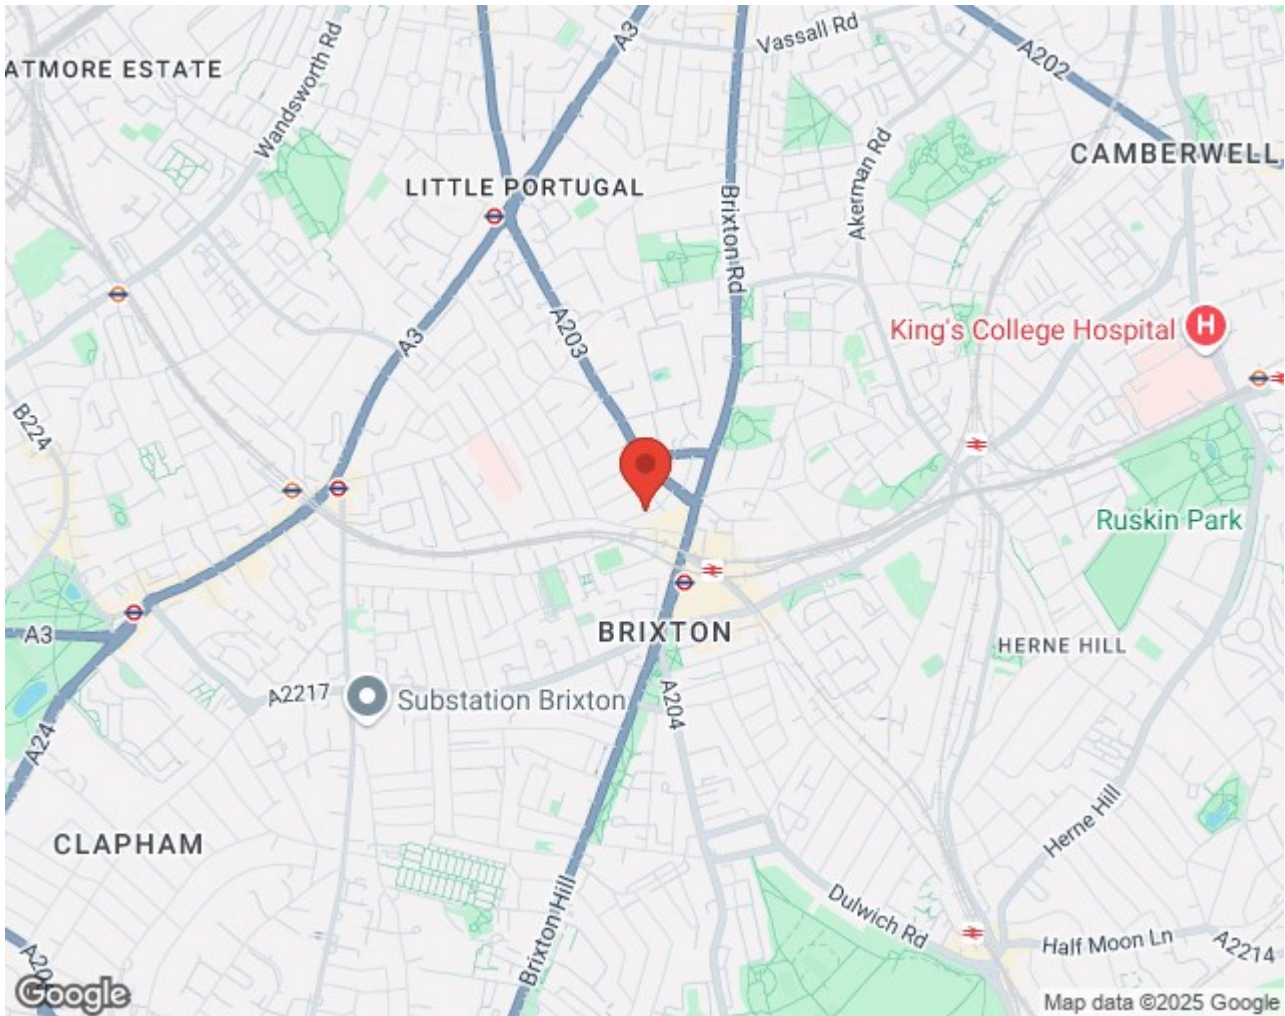 Vassall Rd
A3
A202
ATMORE ESTATE
Wandsworth Rd
CAMBERWELL
LITTLE PORTUGAL
Akerman Rd
Brixton Rd
A203
A3
King's College Hospital
H
B224
Ruskin Park
A3
BRIXTON
HERNE HILL
A2217
Substation Brixton
A204
A24
CLAPHAM
Herne Hill
Brixton Hill
Dulwich Rd
Half Moon Ln
A2214
Google
Map data ©2025 Google